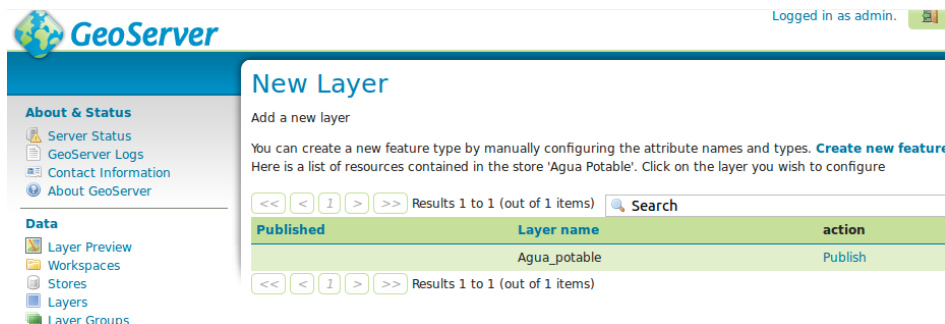 Logged in as admin.
GeoServer
New Layer
Add a new layer
You can create a new feature type by manually configuring the attribute names and types. Create new feature
Here is a list of resources contained in the store 'Agua Potable'. Click on the layer you wish to configure
<< < 1 > >> Results 1 to 1 (out of 1 items) Search
Published Layer name action
Agua_potable Publish
<< < 1 > >> Results 1 to 1 (out of 1 items)
About & Status
Server Status
GeoServer Logs
Contact Information
About GeoServer
Data
Layer Preview
Workspaces
Stores
Layers
Layer Groups